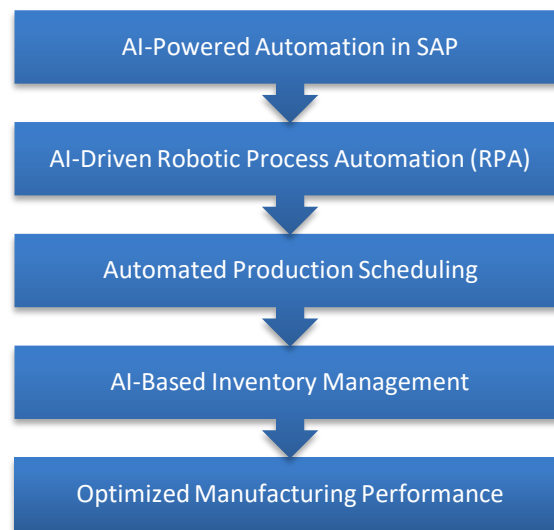 AI-Powered Automation in SAP
AI-Driven Robotic Process Automation (RPA)
Automated Production Scheduling
AI-Based Inventory Management
Optimized Manufacturing Performance